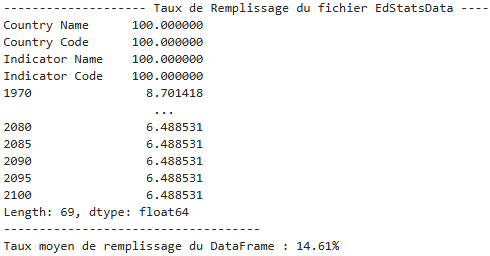 -------------------- Taux de Remplissage du fichier EdStatsData ----
Country Name      100.000000
Country Code      100.000000
Indicator Name    100.000000
Indicator Code    100.000000
1970                8.701418
                     ...
2080                6.488531
2085                6.488531
2090                6.488531
2095                6.488531
2100                6.488531
Length: 69, dtype: float64
------------------------------------
Taux moyen de remplissage du DataFrame : 14.61%